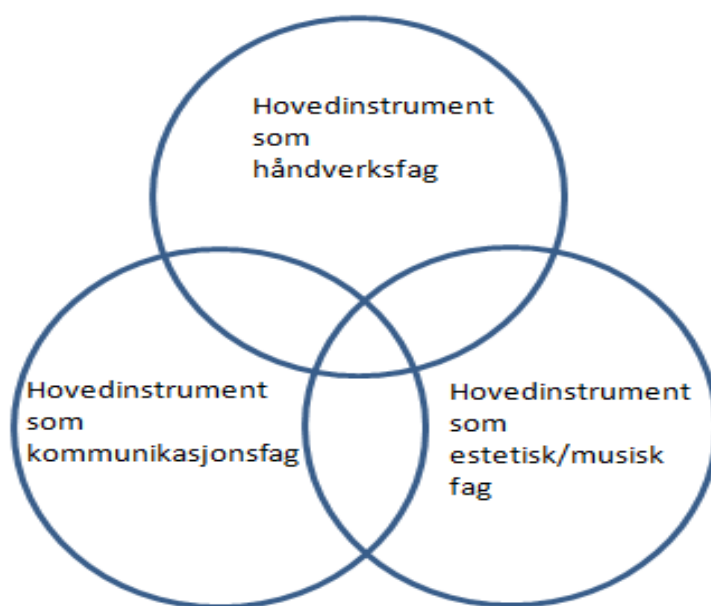 Hovedinstrument
som
håndverksfag
Hovedinstrument
som
kommunikasjonsfag
Hovedinstrument
som
estetisk/musisk
fag